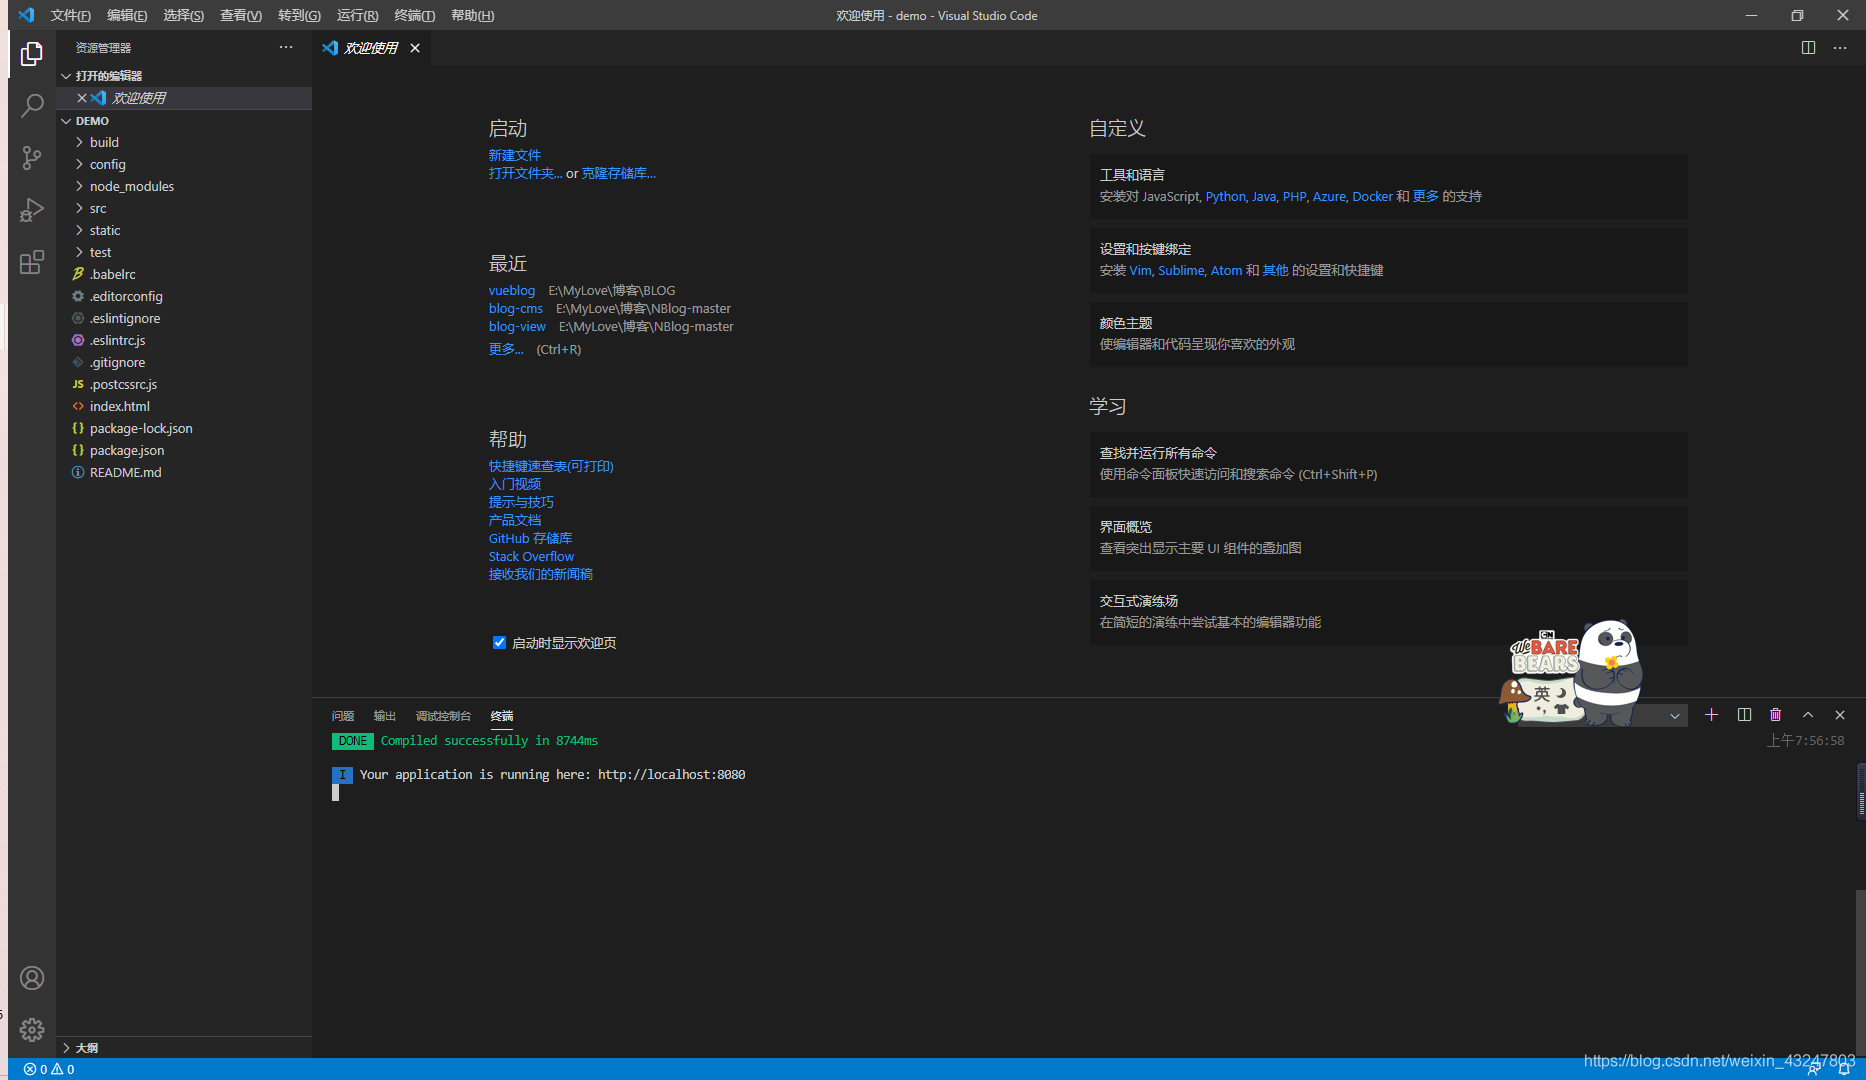 文件(F) 编辑(E) 选择(S) 查看(V) 转到(G) 运行(R) 终端(T) 帮助(H)
欢迎使用 - demo - Visual Studio Code
资源管理器
欢迎使用
打开的编辑器
欢迎使用
DEMO
build
config
node_modules
src
static
test
.babelrc
.editorconfig
.eslintignore
.eslintrc.js
.gitignore
JS .postcssrc.js
index.html
package-lock.json
package.json
README.md
大纲
启动
新建文件
打开文件夹... or 克隆存储库...
最近
vueblog E:\MyLove\博客\BLOG
blog-cms E:\MyLove\博客\NBlog-master
blog-view E:\MyLove\博客\NBlog-master
更多... (Ctrl+R)
帮助
快捷键速查表(可打印)
入门视频
提示与技巧
产品文档
GitHub 存储库
Stack Overflow
接收我们的新闻稿
启动时显示欢迎页
自定义
工具和语言
安装对 JavaScript, Python, Java, PHP, Azure, Docker 和 更多 的支持
设置和按键绑定
安装 Vim, Sublime, Atom 和 其他 的设置和快捷键
颜色主题
使编辑器和代码呈现你喜欢的外观
学习
查找并运行所有命令
使用命令面板快速访问和搜索命令 (Ctrl+Shift+P)
界面概览
查看突出显示主要 UI 组件的叠加图
交互式演练场
在简短的演练中尝试基本的编辑器功能
CN
We BARE
BEARS
英
问题 输出 调试控制台 终端
DONE Compiled successfully in 8744ms
上午7:56:58
I Your application is running here: http://localhost:8080
0 0
https://blog.csdn.net/weixin_43247803